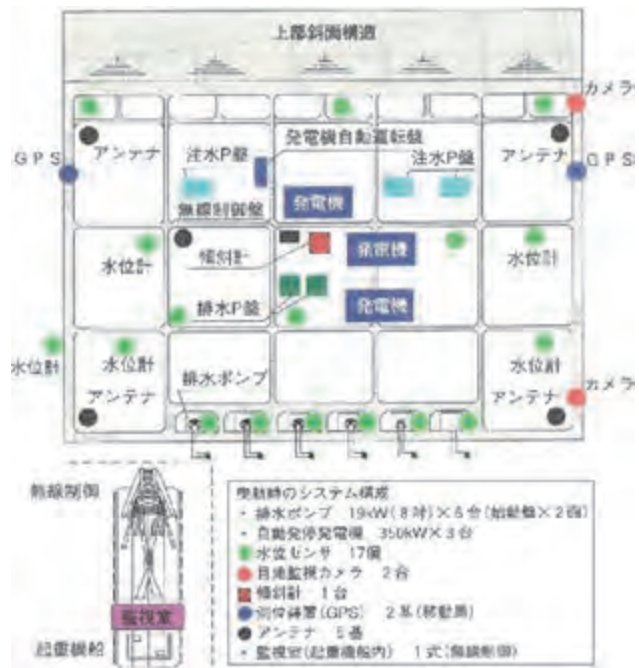 上部斜面構造
カメラ
GPS
アンテナ
注水P盤
発電機自動運転盤
注水P盤
アンテナ
GPS
無線制御盤
発電機
水位計
傾斜計
発電機
水位計
排水P盤
発電機
水位計
水位計
アンテナ
排水ポンプ
水位計
アンテナ
カメラ
無線制御
監視室
起重機船
曳航時のシステム構成
・排水ポンプ 19kW(8吋)×6台(始動盤×2面)
・自動発停発電機 350kW×3台
水位センサ 17個
目視監視カメラ 2台
傾斜計 1台
測位装置(GPS) 2基(移動局)
アンテナ 5基
・監視室(起重機船内) 1式(無線制御)